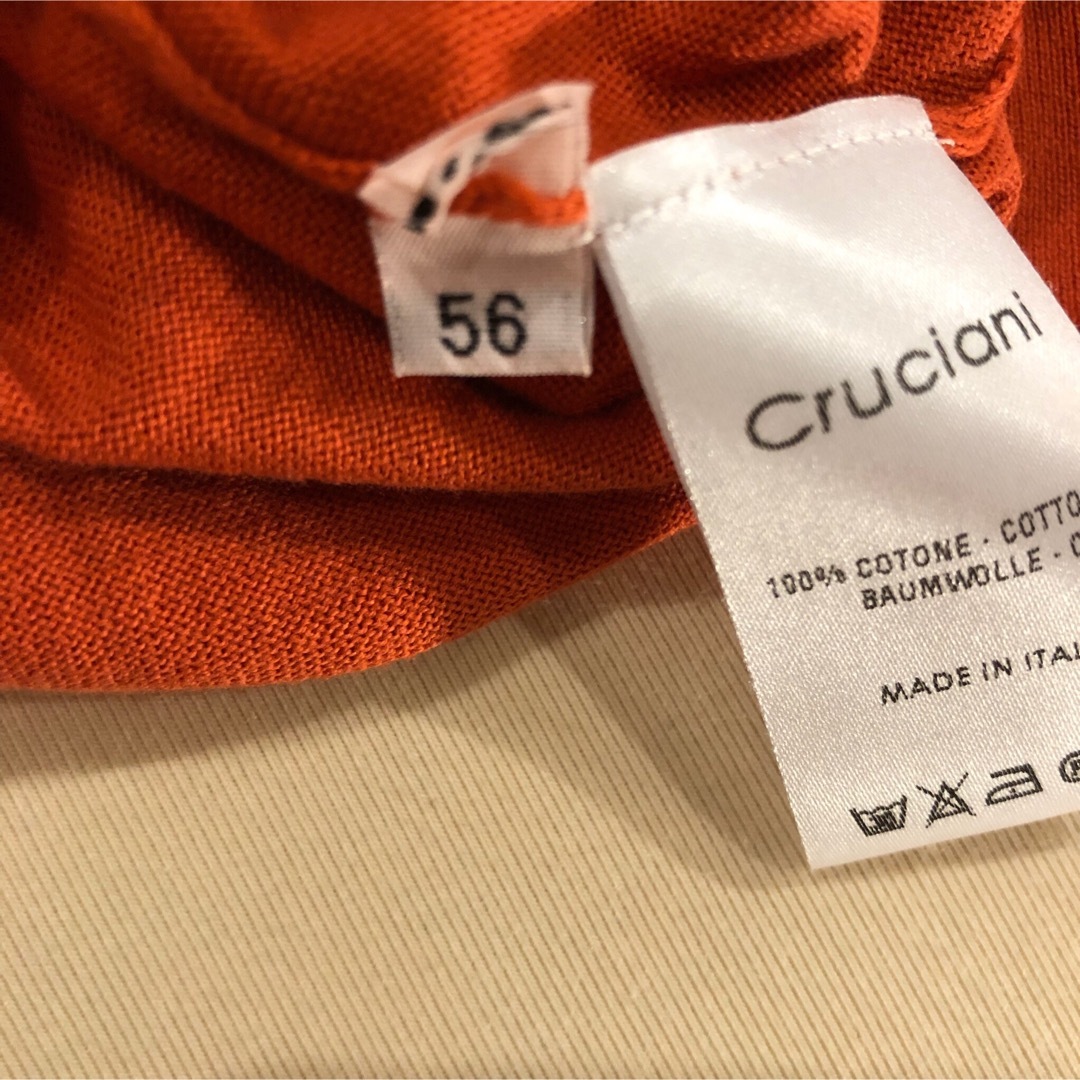 56
Cruciani
100% COTONE · COTTO
BAUMWOLLE · C
MADE IN ITAL